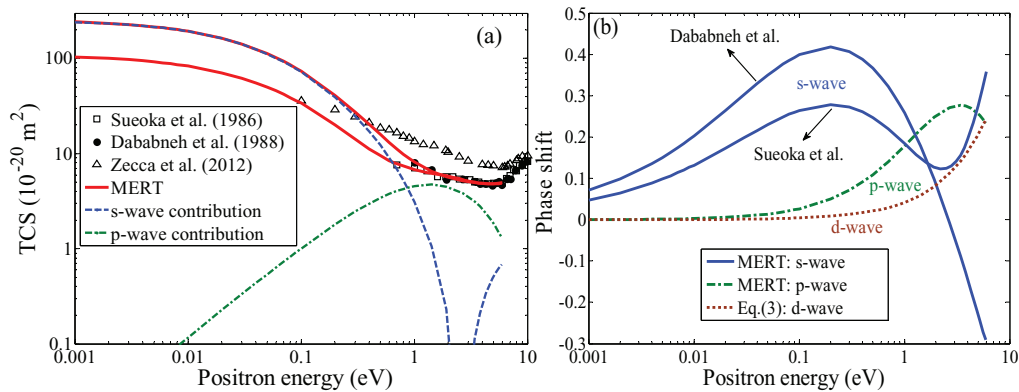 (a)
100
10
1
0.1
TCS (10⁻²⁰ m²)
Sueoka et al. (1986)
Dababneh et al. (1988)
Zecca et al. (2012)
MERT
s-wave contribution
p-wave contribution
0.001
0.01
0.1
1
10
Positron energy (eV)
(b)
0.5
0.4
0.3
0.2
0.1
0
-0.1
-0.2
-0.3
Phase shift
Dababneh et al.
s-wave
Sueoka et al.
p-wave
d-wave
MERT: s-wave
MERT: p-wave
Eq.(3): d-wave
0.001
0.01
0.1
1
10
Positron energy (eV)